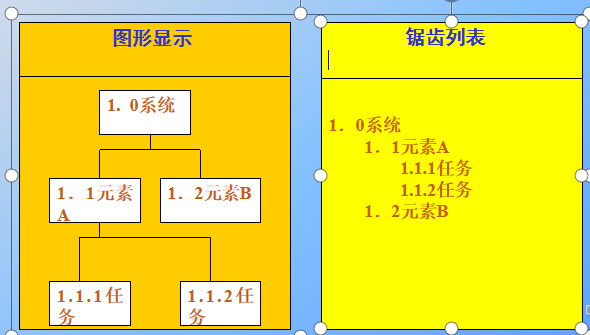 图形显示
1. 0系统
1．1元素
A
1．2元素B
1.1.1任
务
1.1.2任
务
锯齿列表
1．0系统
1．1元素A
1.1.1任务
1.1.2任务
1．2元素B